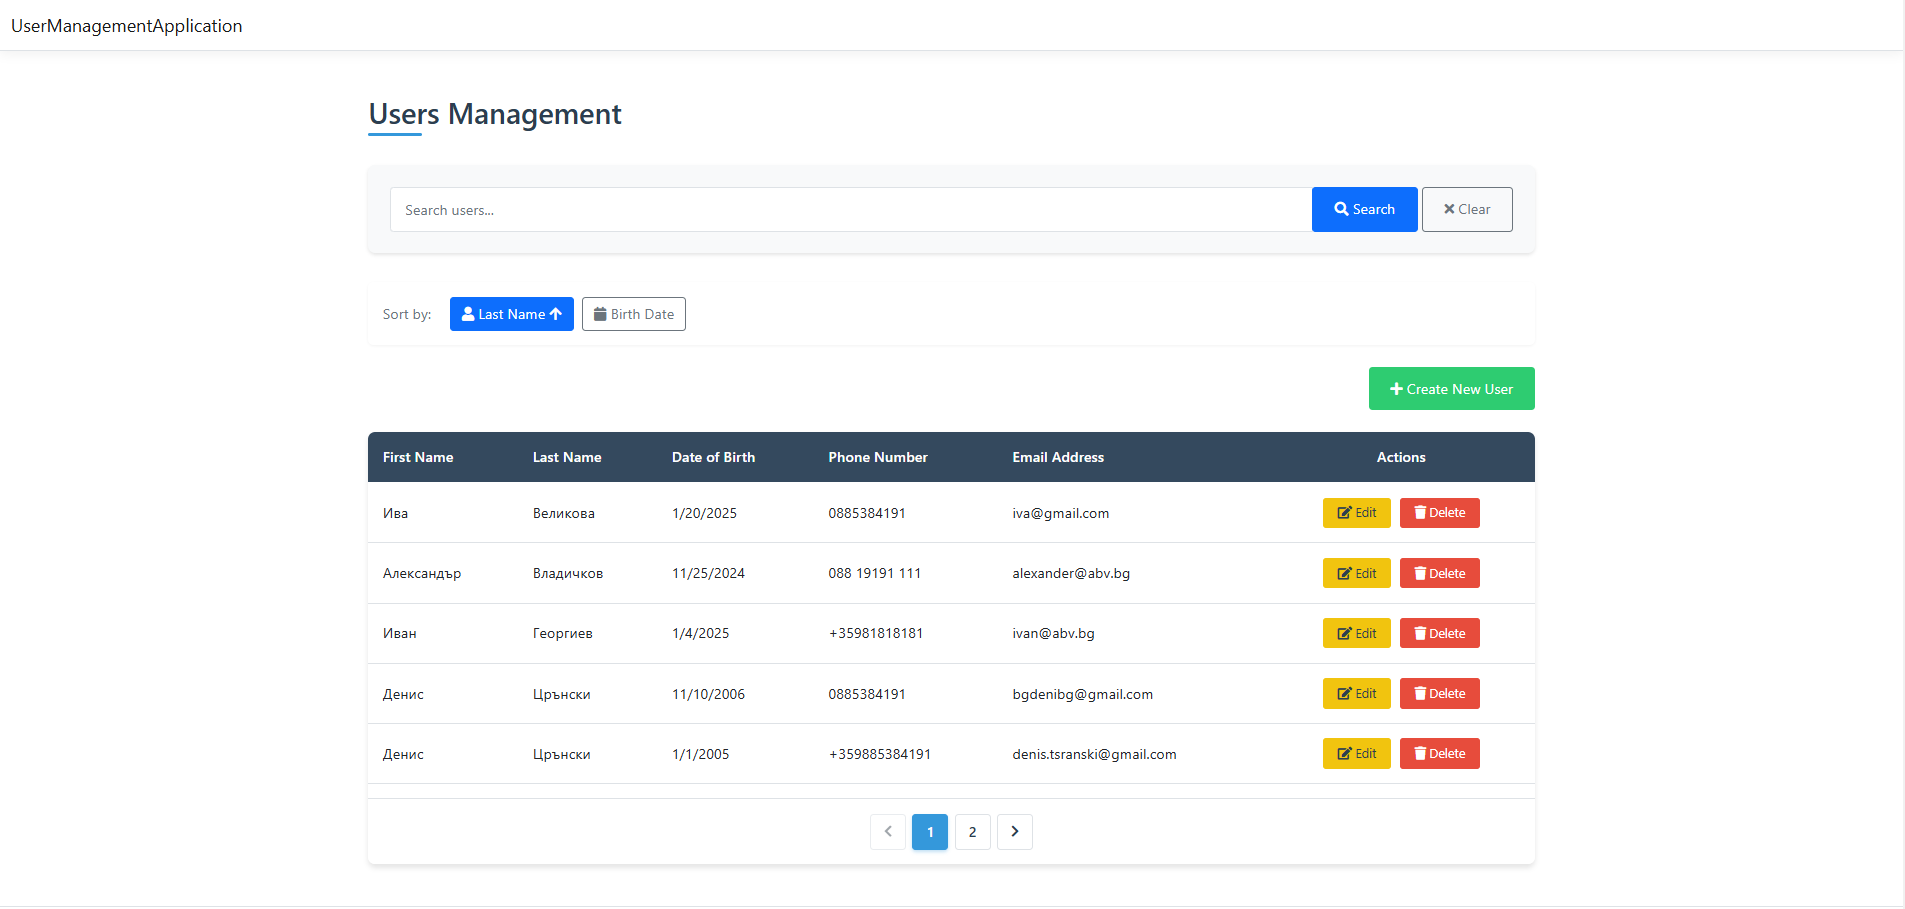 UserManagementApplication
Users Management
Search users...
Search
Clear
Sort by:
Last Name
Birth Date
Create New User
First Name Last Name Date of Birth Phone Number Email Address Actions
Ива Великова 1/20/2025 0885384191 iva@gmail.com Edit Delete
Александър Владичков 11/25/2024 088 19191 111 alexander@abv.bg Edit Delete
Иван Георгиев 1/4/2025 +35981818181 ivan@abv.bg Edit Delete
Денис Црънски 11/10/2006 0885384191 bgdenibg@gmail.com Edit Delete
Денис Црънски 1/1/2005 +359885384191 denis.tsranski@gmail.com Edit Delete
1 2